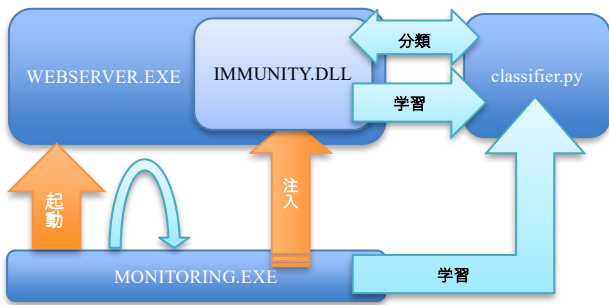 分類
WEBSERVER.EXE
IMMUNITY.DLL
classifier.py
学習
起動
注入
MONITORING.EXE
学習